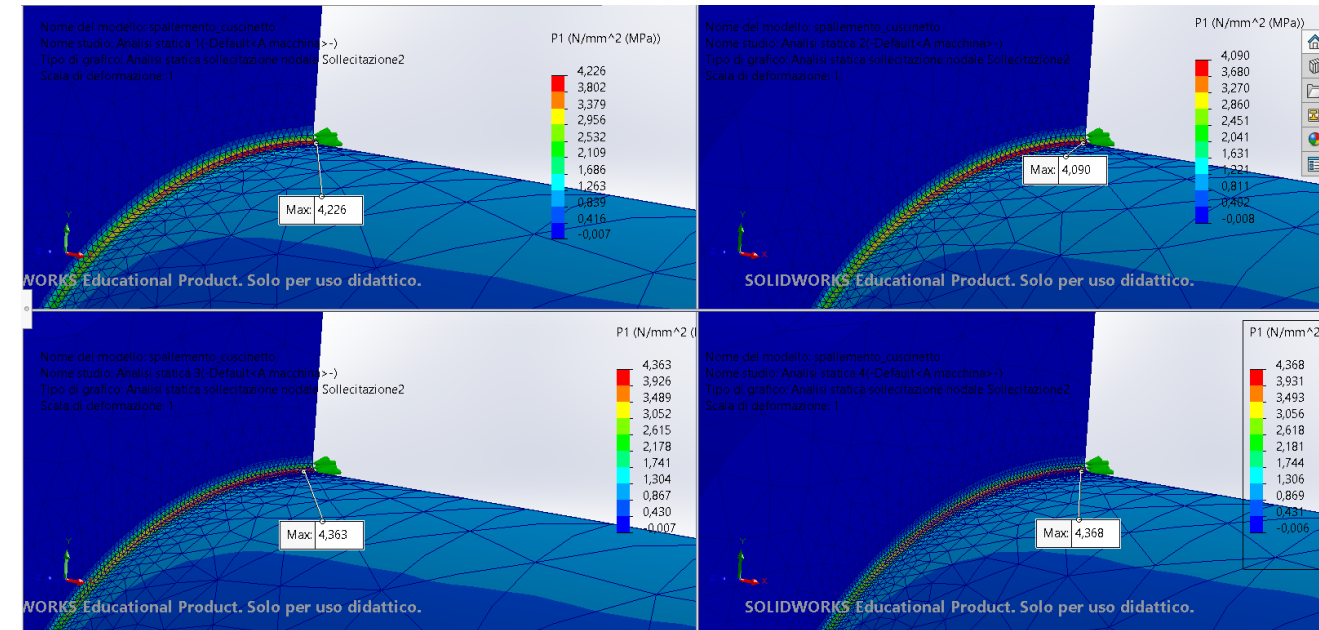 Nome del modello: spallemento_cuscinetto
Nome studio: Analisi statica 1(-Default<A macchina>-)
Tipo di grafico: Analisi statica sollecitazione nodale Sollecitazione2
Scala di deformazione: 1
P1 (N/mm^2 (MPa))
4,226
3,802
3,379
2,956
2,532
2,109
1,686
1,263
0,839
0,416
-0,007
Max: 4,226
WORKS Educational Product. Solo per uso didattico.
Nome del modello: spallemento_cuscinetto
Nome studio: Analisi statica 2(-Default<A macchina>-)
Tipo di grafico: Analisi statica sollecitazione nodale Sollecitazione2
Scala di deformazione: 1
P1 (N/mm^2 (MPa))
4,090
3,680
3,270
2,860
2,451
2,041
1,631
1,221
0,811
0,402
-0,008
Max: 4,090
SOLIDWORKS Educational Product. Solo per uso didattico.
Nome del modello: spallemento_cuscinetto
Nome studio: Analisi statica 3(-Default<A macchina>-)
Tipo di grafico: Analisi statica sollecitazione nodale Sollecitazione2
Scala di deformazione: 1
P1 (N/mm^2 (
4,363
3,926
3,489
3,052
2,615
2,178
1,741
1,304
0,867
0,430
-0,007
Max: 4,363
WORKS Educational Product. Solo per uso didattico.
Nome del modello: spallemento_cuscinetto
Nome studio: Analisi statica 4(-Default<A macchina>-)
Tipo di grafico: Analisi statica sollecitazione nodale Sollecitazione2
Scala di deformazione: 1
P1 (N/mm^2
4,368
3,931
3,493
3,056
2,618
2,181
1,744
1,306
0,869
0,431
-0,006
Max: 4,368
SOLIDWORKS Educational Product. Solo per uso didattico.